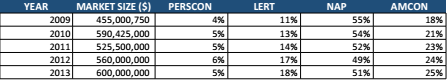 YEAR MARKET SIZE ($) PERSCON LERT NAP AMCON
2009 455,000,750 4% 11% 55% 18%
2010 590,425,000 5% 13% 54% 21%
2011 525,500,000 5% 14% 52% 23%
2012 560,000,000 6% 17% 49% 24%
2013 600,000,000 5% 18% 51% 25%